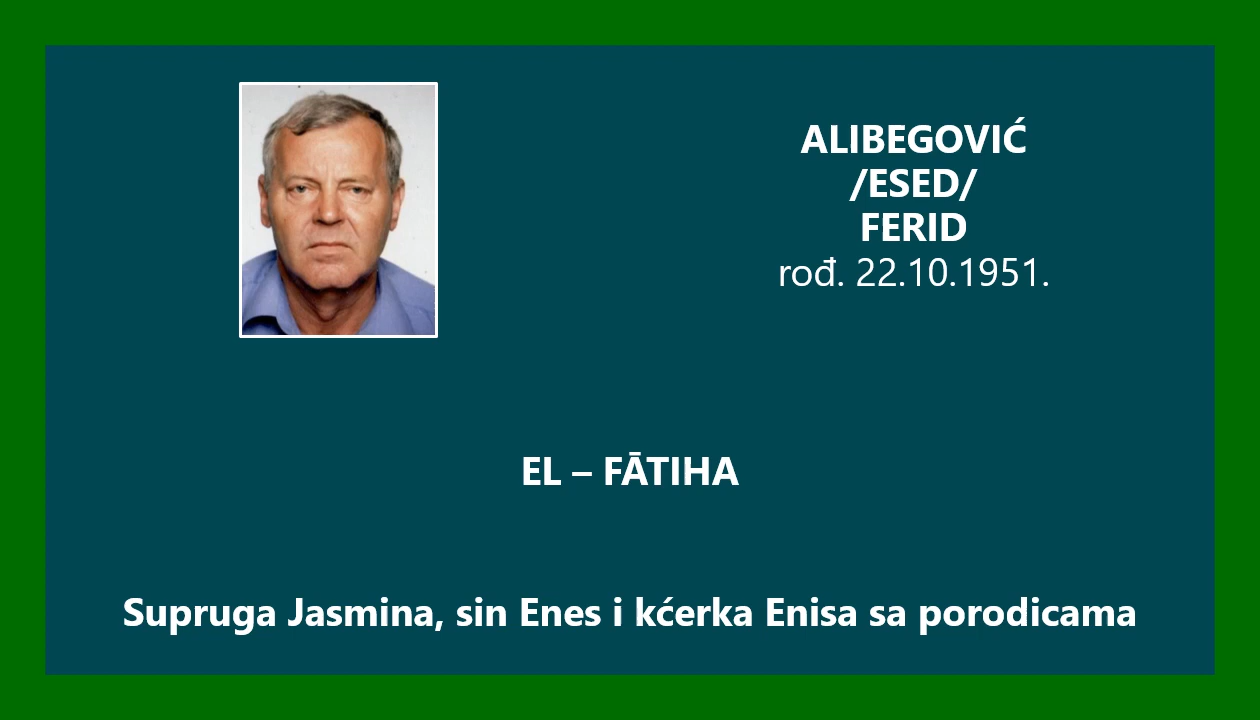 ALIBEGOVIĆ
/ESED/
FERID
rođ. 22.10.1951.
EL – FĀTIHA
Supruga Jasmina, sin Enes i kćerka Enisa sa porodicama